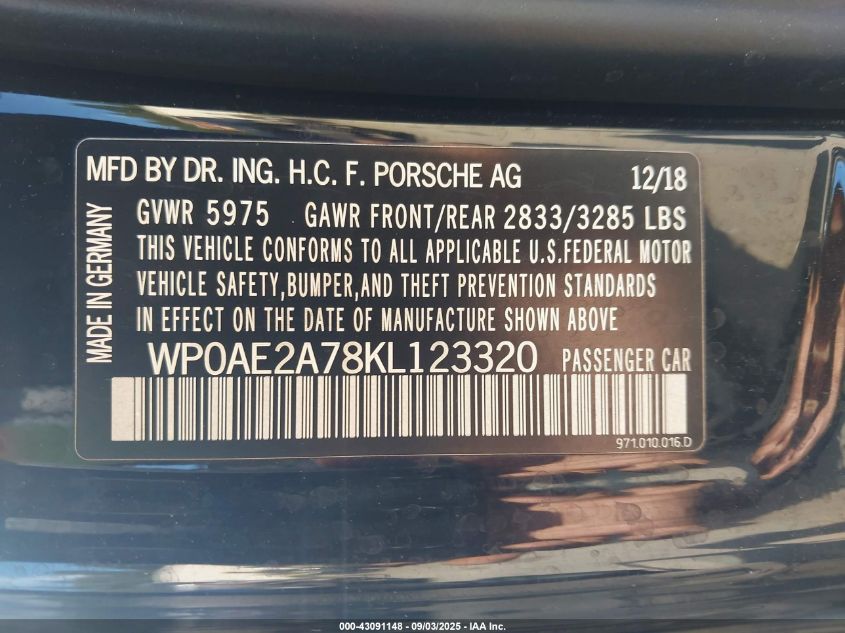 MFD BY DR. ING. H.C. F. PORSCHE AG 12/18
GVWR 5975 GAWR FRONT/REAR 2833/3285 LBS
THIS VEHICLE CONFORMS TO ALL APPLICABLE U.S.FEDERAL MOTOR
VEHICLE SAFETY,BUMPER,AND THEFT PREVENTION STANDARDS
IN EFFECT ON THE DATE OF MANUFACTURE SHOWN ABOVE
MADE IN GERMANY
WP0AE2A78KL123320 PASSENGER CAR
971.010.016.D
000-43091148 - 09/03/2025 - IAA Inc.